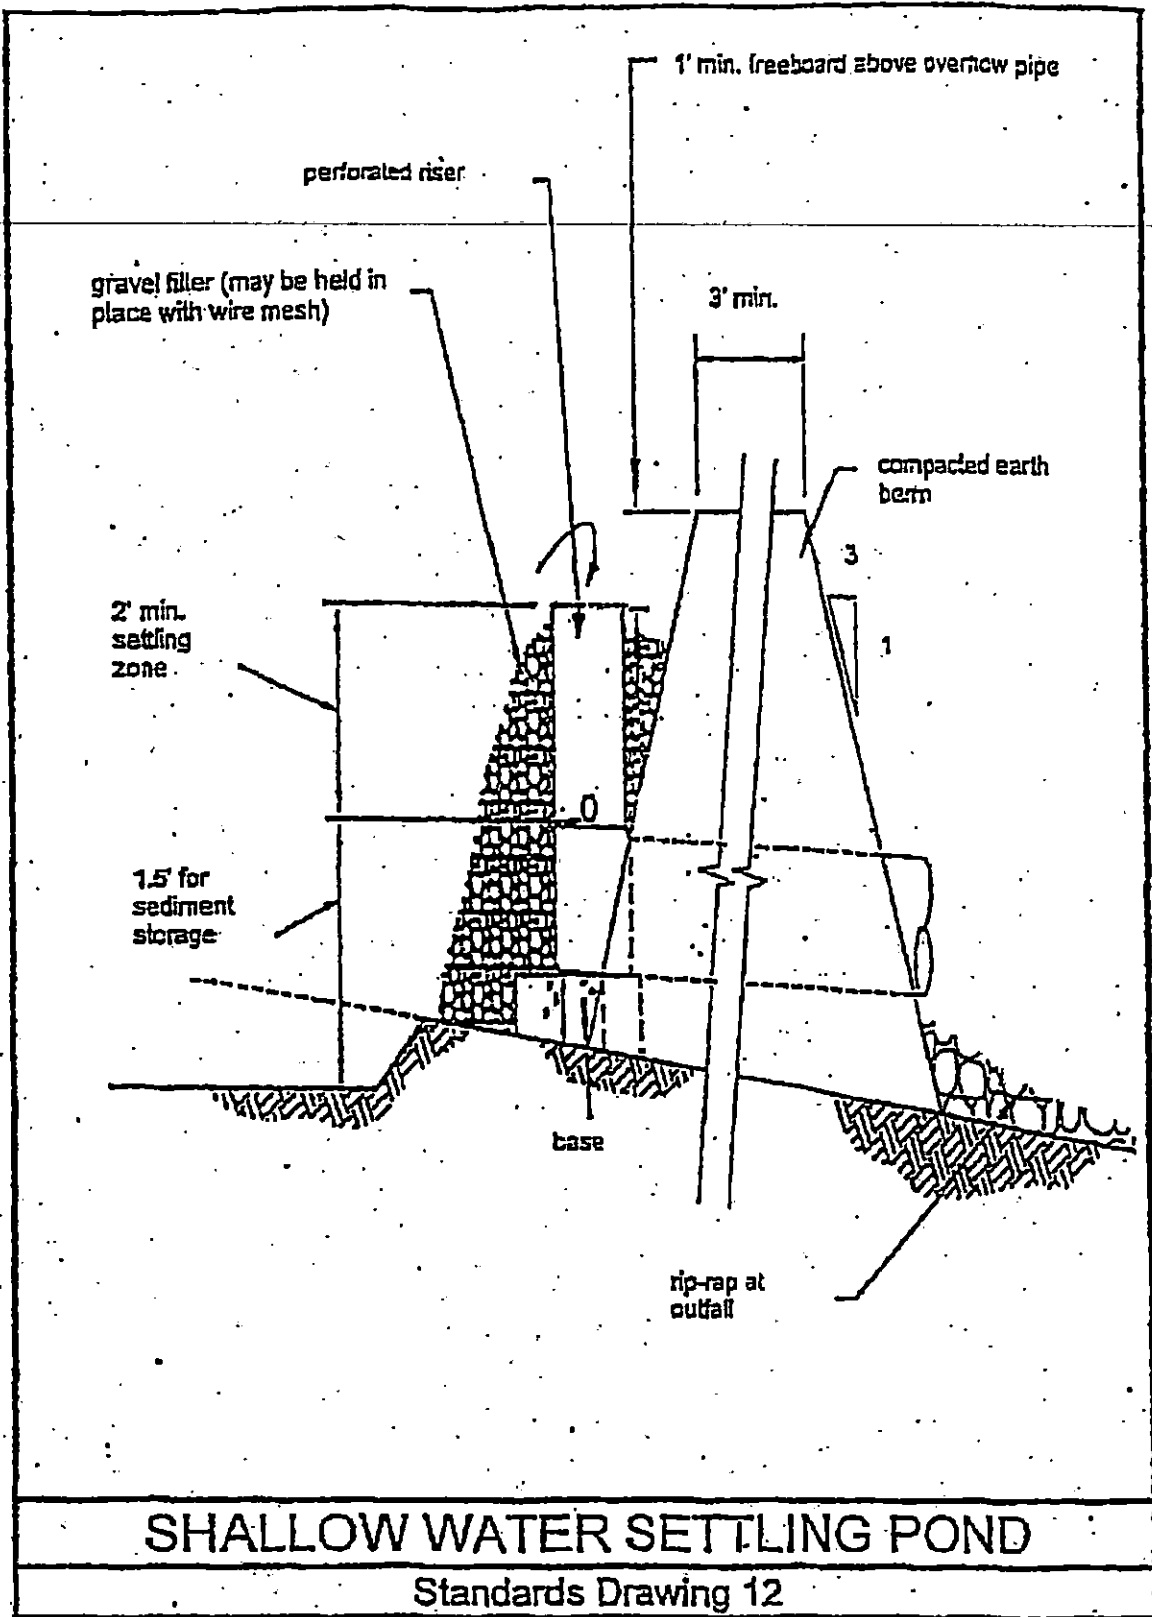 1' min. freeboard above overflow pipe
perforated riser
gravel filler (may be held in
place with wire mesh)
3' min.
compacted earth
berm
3
1
2' min.
settling
zone
0
1.5' for
sediment
storage
base
rip-rap at
outfall
SHALLOW WATER SETTLING POND
Standards Drawing 12